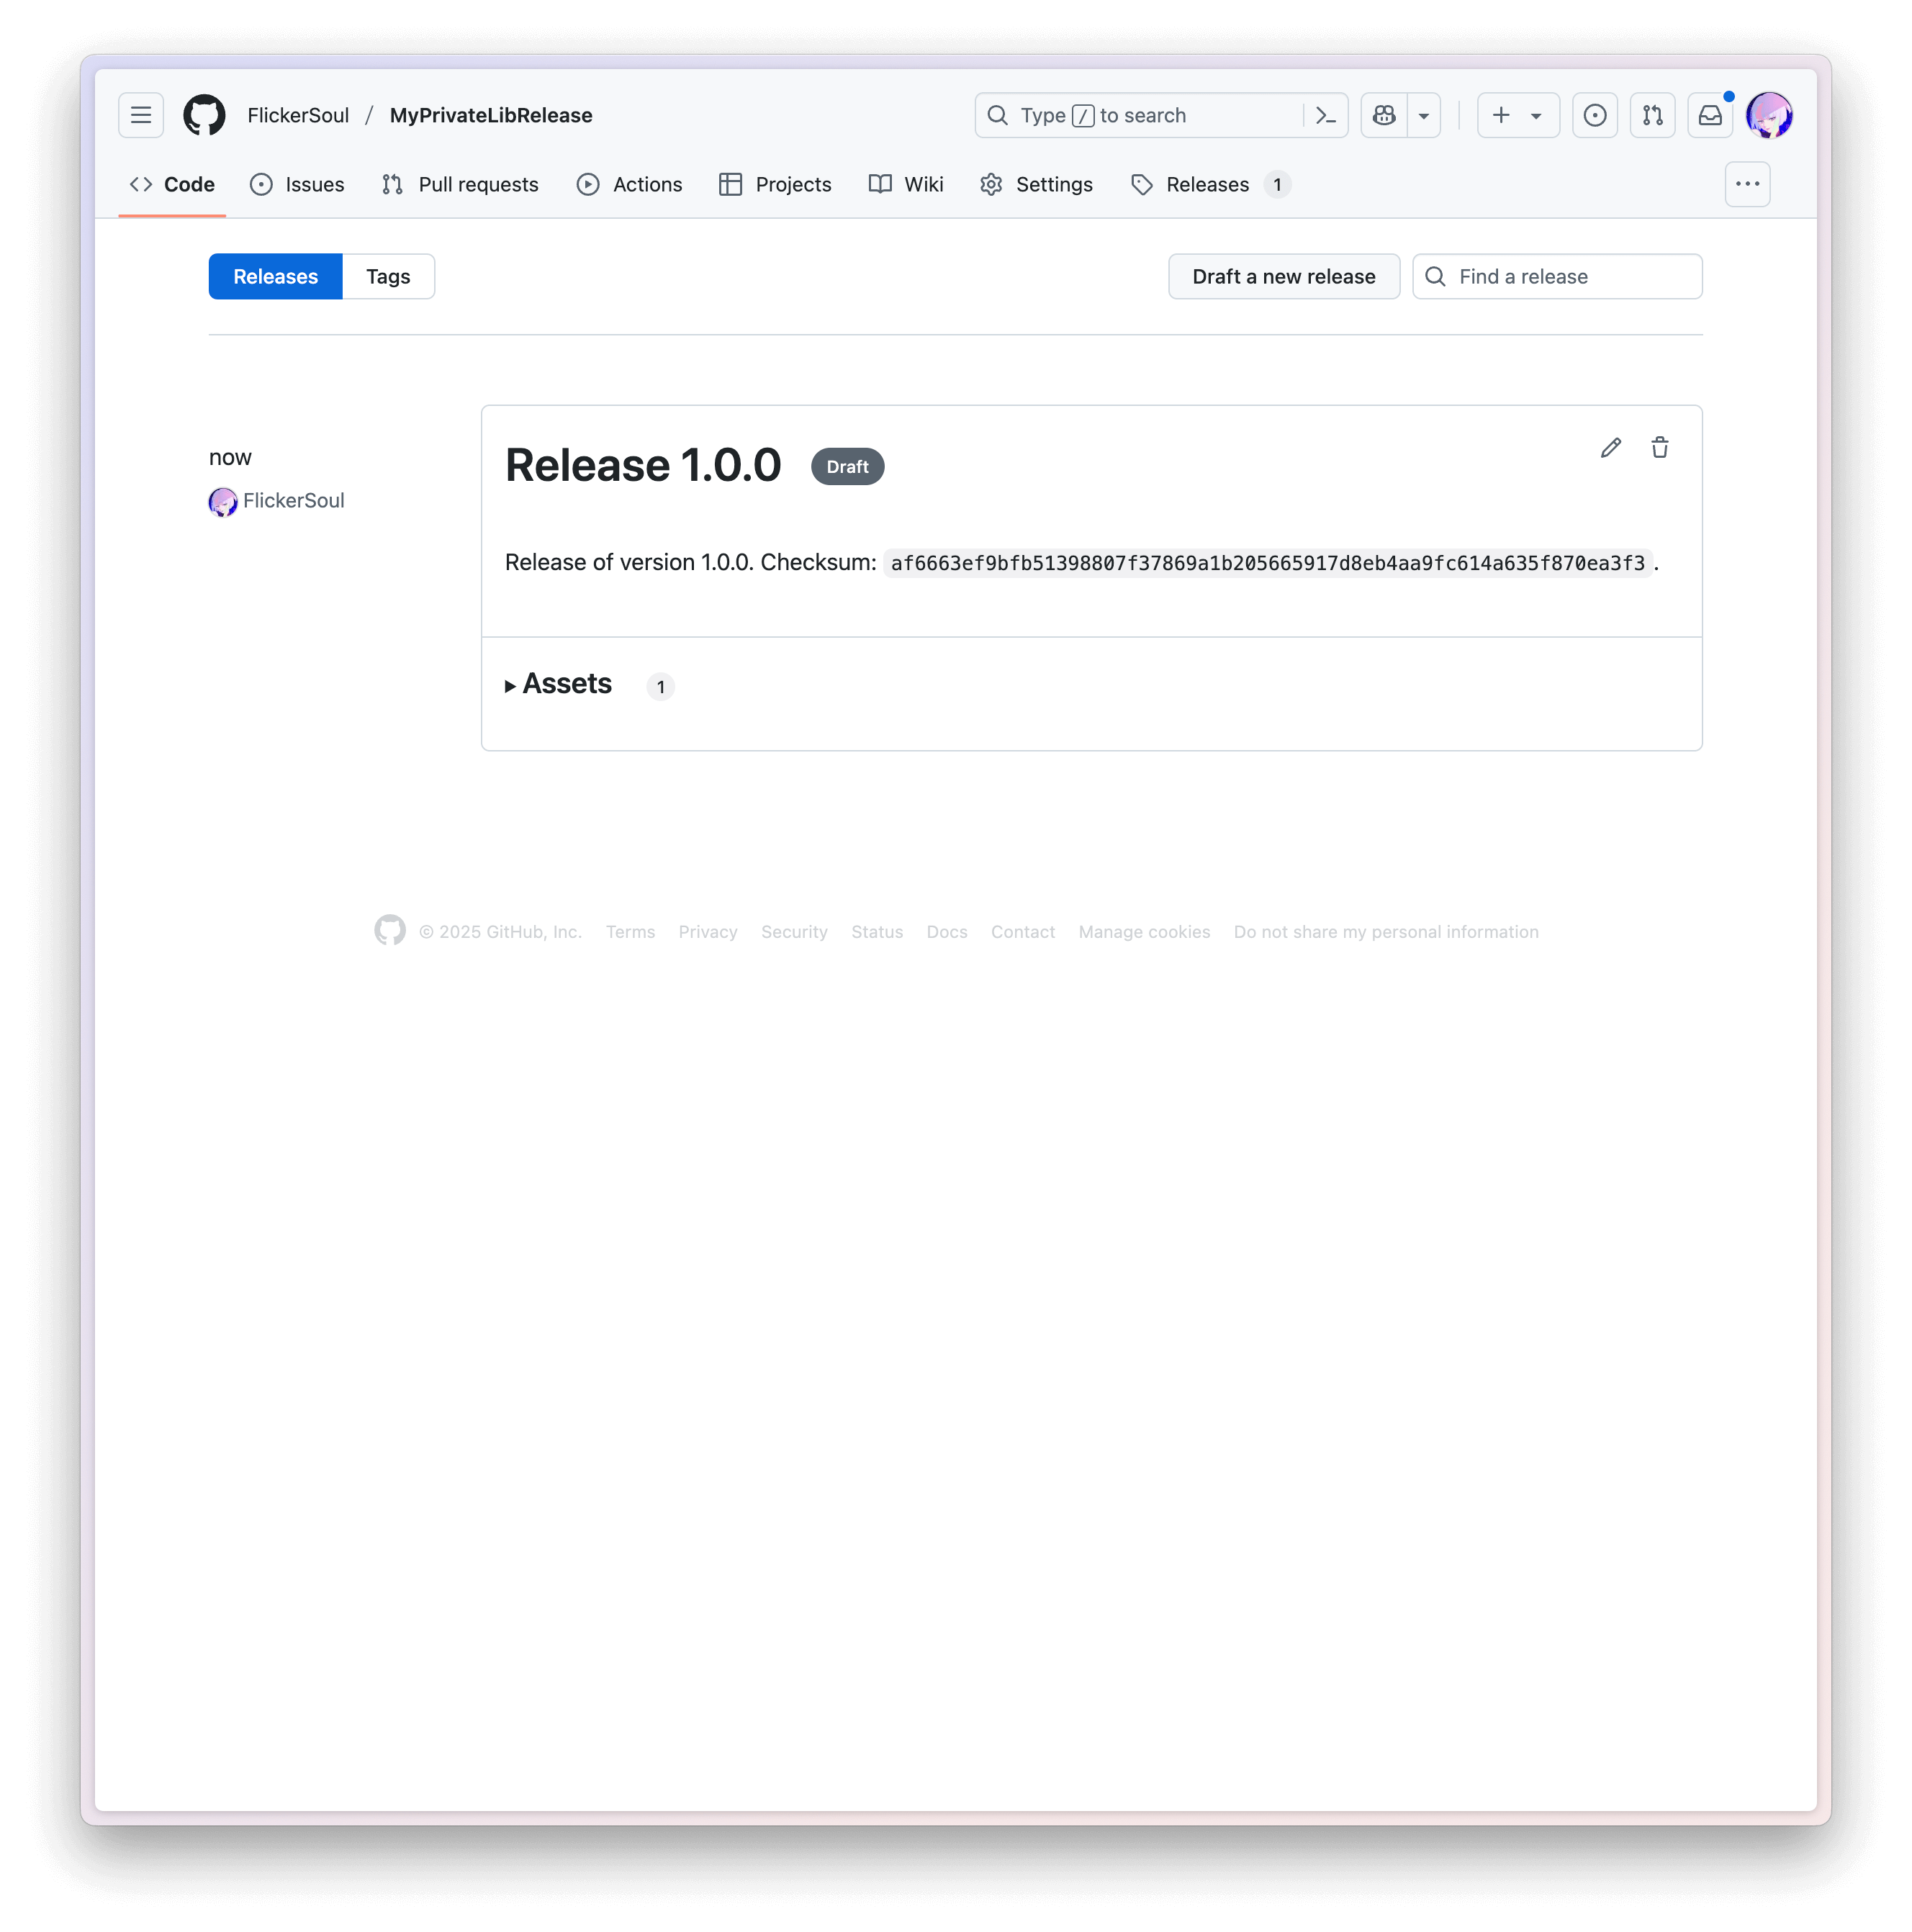 FlickerSoul / MyPrivateLibRelease
Type / to search
Code Issues Pull requests Actions Projects Wiki Settings Releases 1
Releases Tags
Draft a new release Find a release
now
FlickerSoul
Release 1.0.0 Draft
Release of version 1.0.0. Checksum: af6663ef9bfb51398807f37869a1b205665917d8eb4aa9fc614a635f870ea3f3 .
Assets 1
© 2025 GitHub, Inc. Terms Privacy Security Status Docs Contact Manage cookies Do not share my personal information